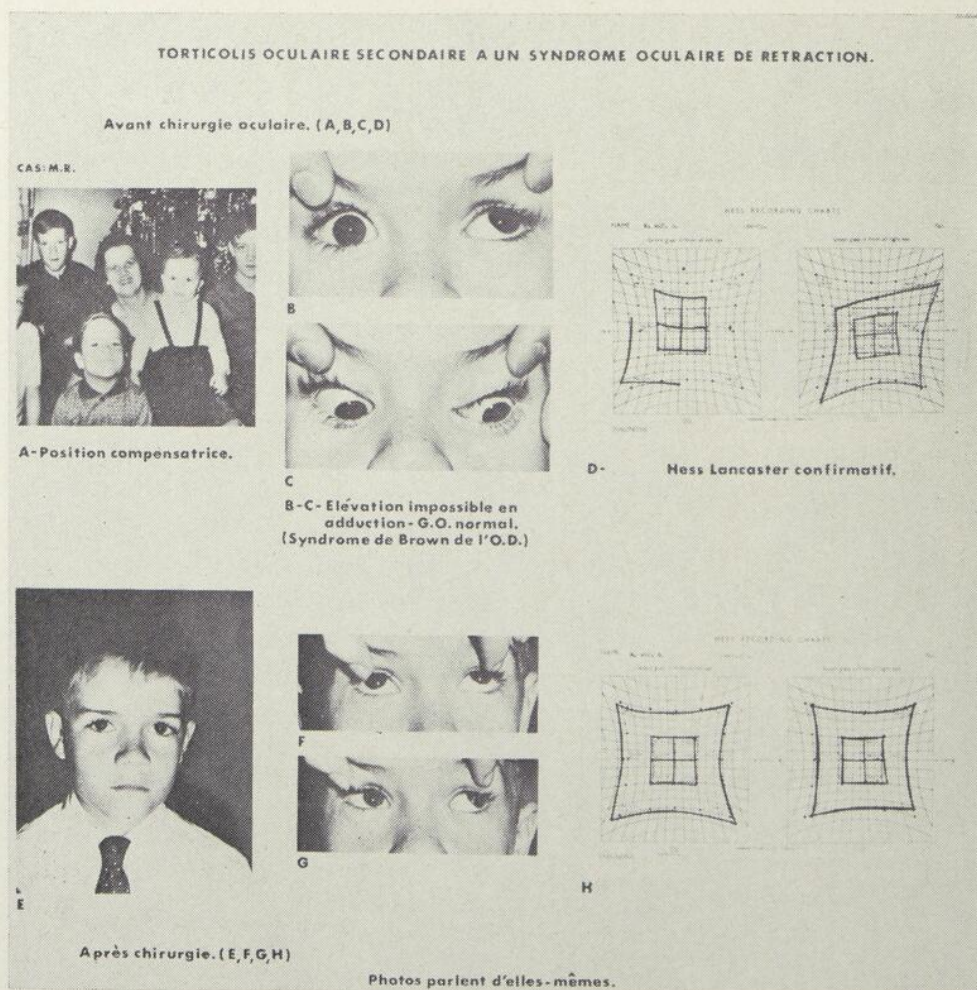 TORTICOLIS OCULAIRE SECONDAIRE A UN SYNDROME OCULAIRE DE RETRACTION.
Avant chirurgie oculaire. (A,B,C,D)
CAS: M.R.
A-Position compensatrice.
B
C
B-C- Elévation impossible en
adduction - G.O. normal.
(Syndrome de Brown de l'O.D.)
HESS RECORDING CHARTS
NAME
D- Hess Lancaster confirmatif.
E
F
G
HESS RECORDING CHARTS
H
Après chirurgie. (E,F,G,H)
Photos parlent d'elles-mêmes.